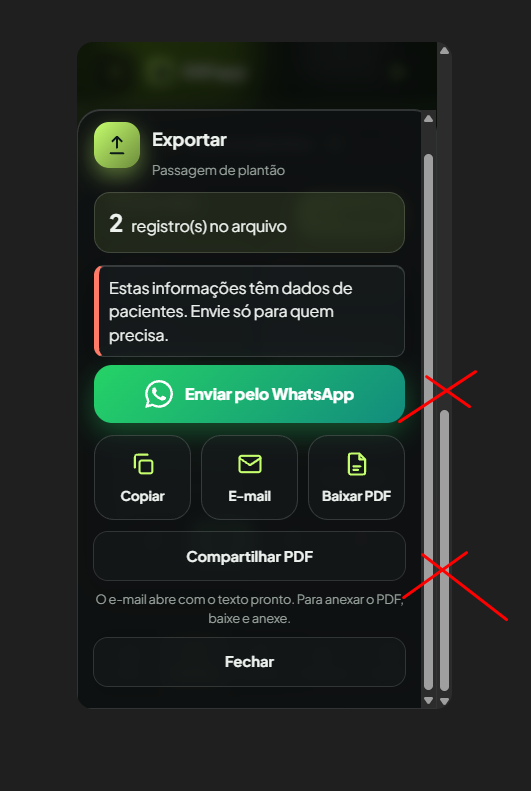 Exportar
Passagem de plantão
2 registro(s) no arquivo
Estas informações têm dados de
pacientes. Envie só para quem
precisa.
Enviar pelo WhatsApp
Copiar
E-mail
Baixar PDF
Compartilhar PDF
O e-mail abre com o texto pronto. Para anexar o PDF,
baixe e anexe.
Fechar